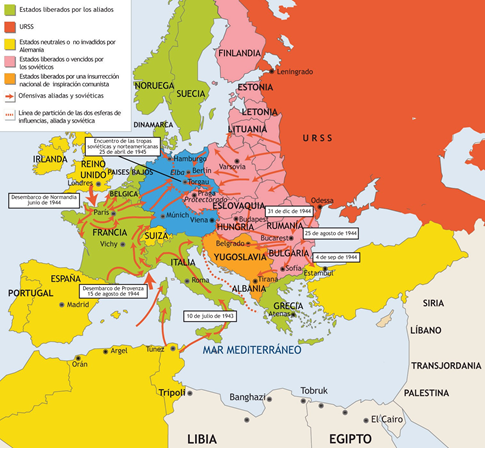 Estados liberados por los aliados
URSS
Estados neutrales o no invadidos por
Alemania
Estados liberados o vencidos por
los soviéticos
Estados liberados por una insurrección
nacional de inspiración comunista
Ofensivas aliadas y soviéticas
Línea de partición de las dos esferas de
influencias, aliada y soviética
FINLANDIA
NORUEGA
SUECIA
Leningrado
ESTONIA
LETONIA
LITUANIA
URSS
DINAMARCA
Encuentro de las tropas
soviéticas y norteamericanas
25 de abril de 1945
IRLANDA
REINO
UNIDO
Londres
PAISES BAJOS
BELGICA
Hamburgo
Elba
Berlín
Torgau
Varsovia
Praga
Protectorado
Desembarco de Normandia
junio de 1944
Paris
FRANCIA
Vichy
Múnich
Viena
SUIZA
ESLOVAQUIA
HUNGRIA
Budapest
31 de dic de 1944
Odessa
RUMANÍA
Bucarest
25 de agosto de 1944
4 de sep de 1944
Belgrado
YUGOSLAVIA
BULGARIA
Sofia
Estambul
ITALIA
Roma
Tirana
ALBANIA
GRECIA
Atenas
ESPAÑA
Madrid
PORTUGAL
Desembarco de Provenza
15 de agosto de 1944
10 de julio de 1943
MAR MEDITERRÁNEO
Orán
Argel
Túnez
Trípoli
Banghazi
Tobruk
El Cairo
LIBIA
EGIPTO
SIRIA
LÍBANO
TRANSJORDANIA
PALESTINA